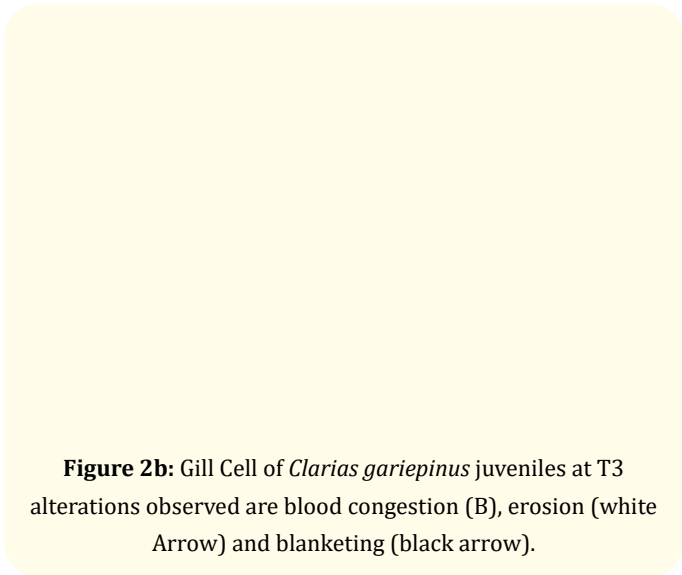 Figure 2b: Gill Cell of Clarias gariepinus juveniles at T3
alterations observed are blood congestion (B), erosion (white
Arrow) and blanketing (black arrow).